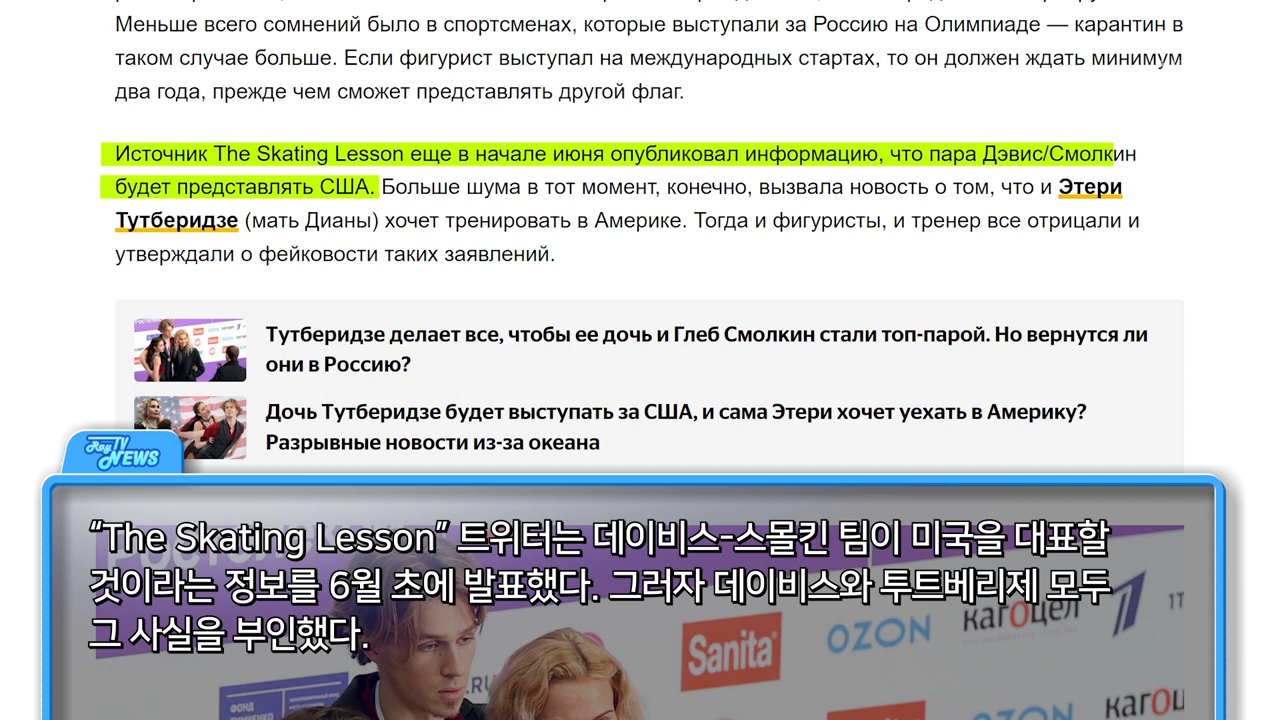 Меньше всего сомнений было в спортсменах, которые выступали за Россию на Олимпиаде — карантин в
таком случае больше. Если фигурист выступал на международных стартах, то он должен ждать минимум
два года, прежде чем сможет представлять другой флаг.
Источник The Skating Lesson еще в начале июня опубликовал информацию, что пара Дэвис/Смолкин
будет представлять США. Больше шума в тот момент, конечно, вызвала новость о том, что и Этери
Тутберидзе (мать Дианы) хочет тренировать в Америке. Тогда и фигуристы, и тренер все отрицали и
утверждали о фейковости таких заявлений.
Тутберидзе делает все, чтобы ее дочь и Глеб Смолкин стали топ-парой. Но вернутся ли
они в Россию?
Дочь Тутберидзе будет выступать за США, и сама Этери хочет уехать в Америку?
Разрывные новости из-за океана
RoyTV
NEWS
“The Skating Lesson” 트위터는 데이비스-스몰킨 팀이 미국을 대표할
것이라는 정보를 6월 초에 발표했다. 그러자 데이비스와 투트베리제 모두
그 사실을 부인했다.
Sanita
OZON
кагоцел
.RU
ФОНД